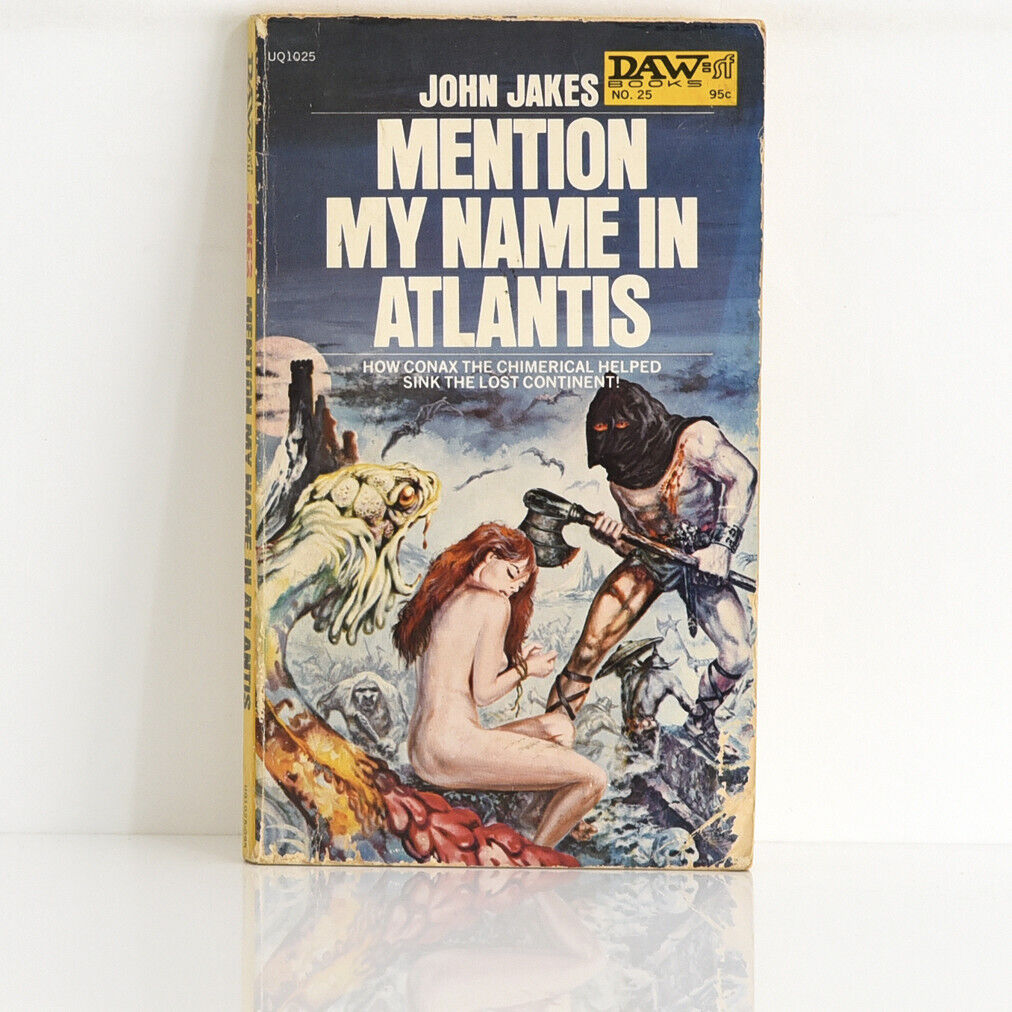 UQ1025
JOHN JAKES
DAW sf
BOOKS
NO. 25 95c
MENTION
MY NAME IN
ATLANTIS
HOW CONAX THE CHIMERICAL HELPED
SINK THE LOST CONTINENT!
JAKES MENTION MY NAME IN ATLANTIS